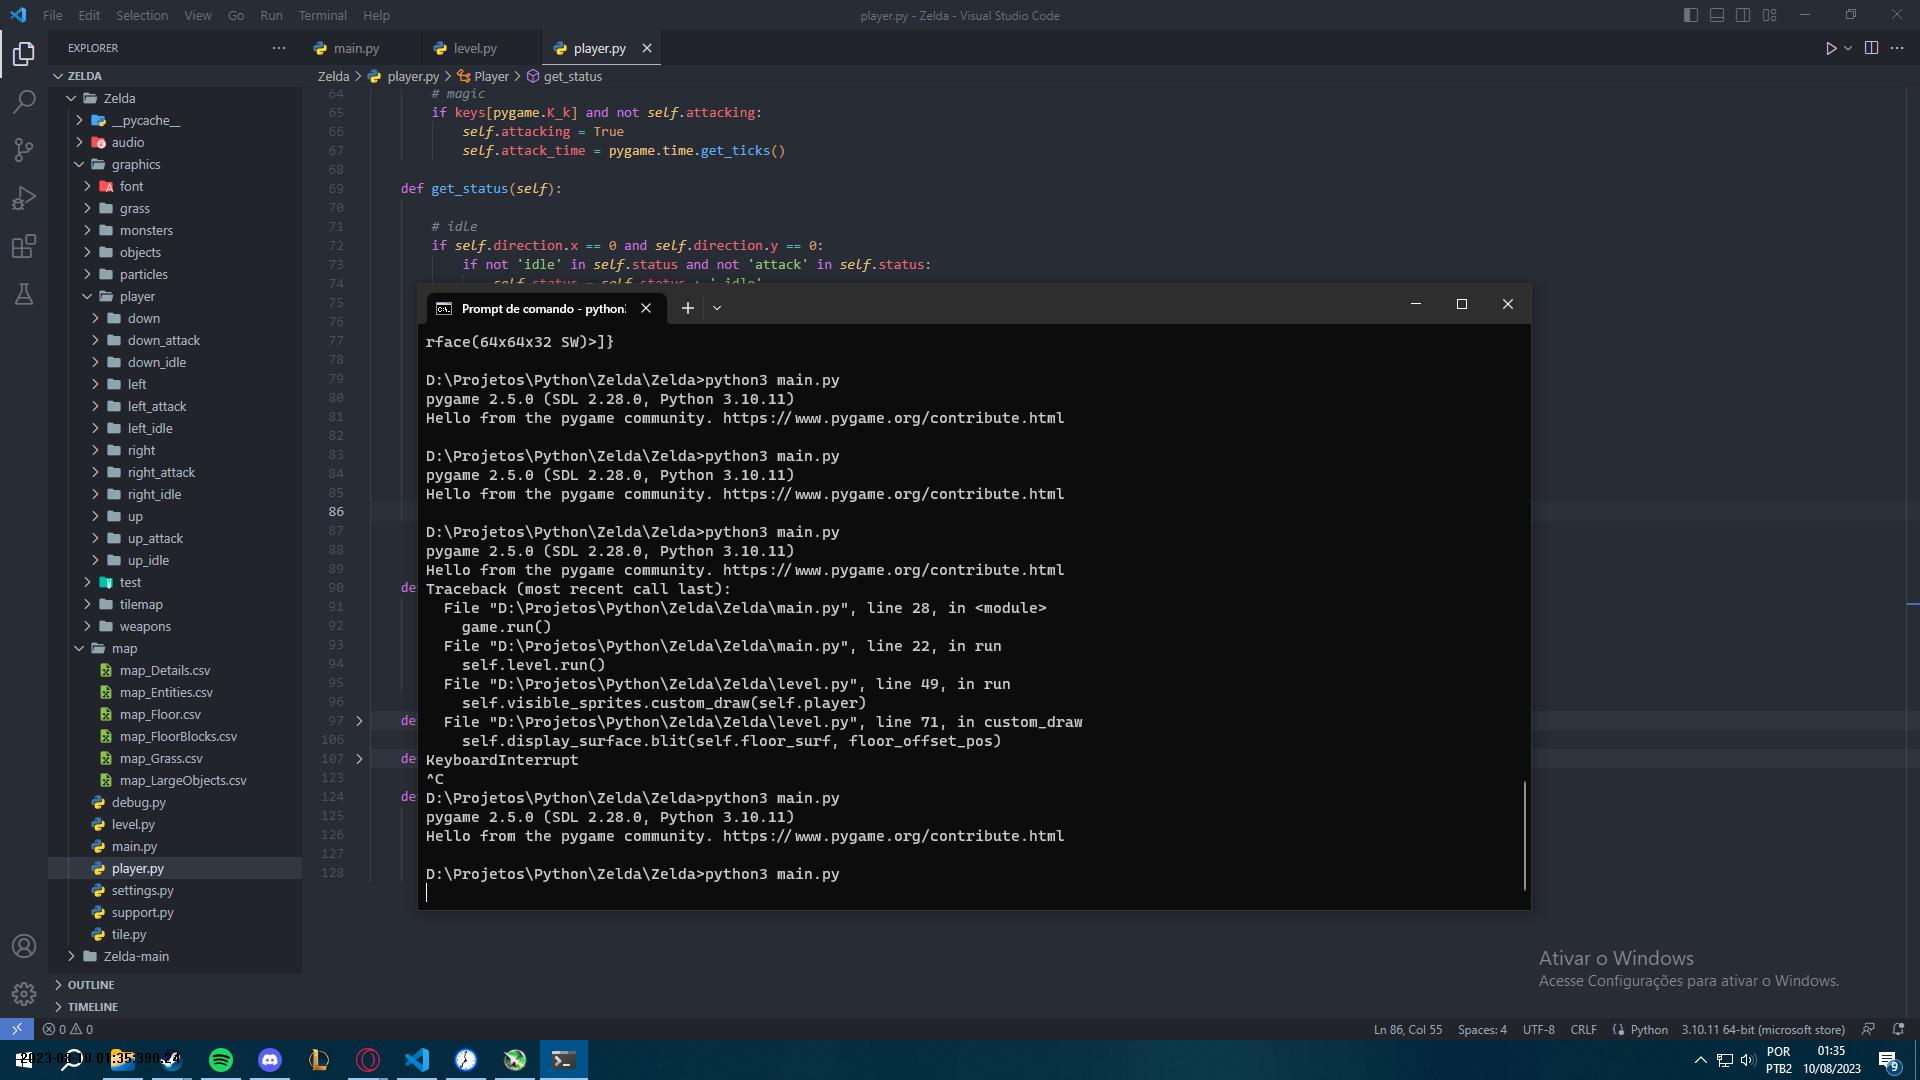 File Edit Selection View Go Run Terminal Help
player.py - Zelda - Visual Studio Code
EXPLORER
main.py
level.py
player.py
ZELDA
Zelda > player.py > Player > get_status
Zelda
__pycache__
audio
graphics
font
grass
monsters
objects
particles
player
down
down_attack
down_idle
left
left_attack
left_idle
right
right_attack
right_idle
up
up_attack
up_idle
test
tilemap
weapons
map
map_Details.csv
map_Entities.csv
map_Floor.csv
map_FloorBlocks.csv
map_Grass.csv
map_LargeObjects.csv
debug.py
level.py
main.py
player.py
settings.py
support.py
tile.py
Zelda-main
OUTLINE
TIMELINE
64 # magic
65 if keys[pygame.K_k] and not self.attacking:
66 self.attacking = True
67 self.attack_time = pygame.time.get_ticks()
68
69 def get_status(self):
70
71 # idle
72 if self.direction.x == 0 and self.direction.y == 0:
73 if not 'idle' in self.status and not 'attack' in self.status:
74 self.status = self.status + '_idle'
75
76
77
78
79
80
81
82
83
84
85
86
87
88
89
90 de
91
92
93
94
95
96
97 de
106
107 de
123
124 de
125
126
127
128
Prompt de comando - python:
rface(64x64x32 SW)>]}
D:\Projetos\Python\Zelda\Zelda>python3 main.py
pygame 2.5.0 (SDL 2.28.0, Python 3.10.11)
Hello from the pygame community. https://www.pygame.org/contribute.html
D:\Projetos\Python\Zelda\Zelda>python3 main.py
pygame 2.5.0 (SDL 2.28.0, Python 3.10.11)
Hello from the pygame community. https://www.pygame.org/contribute.html
D:\Projetos\Python\Zelda\Zelda>python3 main.py
pygame 2.5.0 (SDL 2.28.0, Python 3.10.11)
Hello from the pygame community. https://www.pygame.org/contribute.html
Traceback (most recent call last):
File "D:\Projetos\Python\Zelda\Zelda\main.py", line 28, in <module>
game.run()
File "D:\Projetos\Python\Zelda\Zelda\main.py", line 22, in run
self.level.run()
File "D:\Projetos\Python\Zelda\Zelda\level.py", line 49, in run
self.visible_sprites.custom_draw(self.player)
File "D:\Projetos\Python\Zelda\Zelda\level.py", line 71, in custom_draw
self.display_surface.blit(self.floor_surf, floor_offset_pos)
KeyboardInterrupt
^C
D:\Projetos\Python\Zelda\Zelda>python3 main.py
pygame 2.5.0 (SDL 2.28.0, Python 3.10.11)
Hello from the pygame community. https://www.pygame.org/contribute.html
D:\Projetos\Python\Zelda\Zelda>python3 main.py
Ativar o Windows
Acesse Configurações para ativar o Windows.
0 0
Ln 86, Col 55 Spaces: 4 UTF-8 CRLF Python 3.10.11 64-bit (microsoft store)
POR
PTB2
01:35
10/08/2023
9